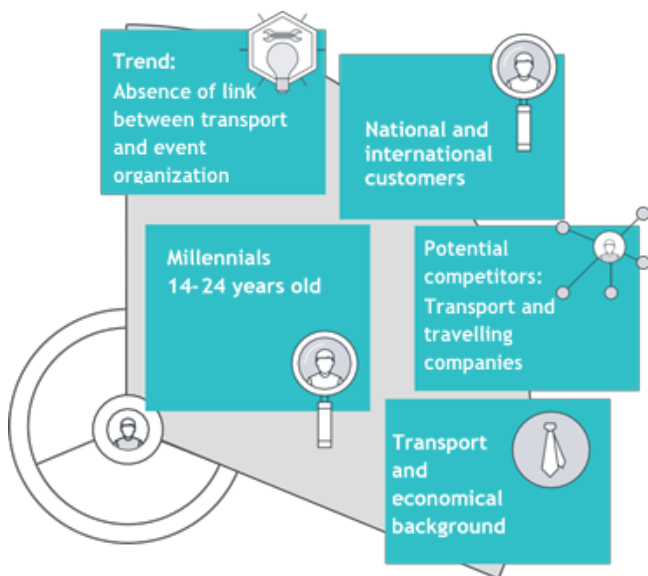 Trend:
Absence of link
between transport
and event
organization
National and
international
customers
Millennials
14-24 years old
Potential
competitors:
Transport and
travelling
companies
Transport
and
economical
background